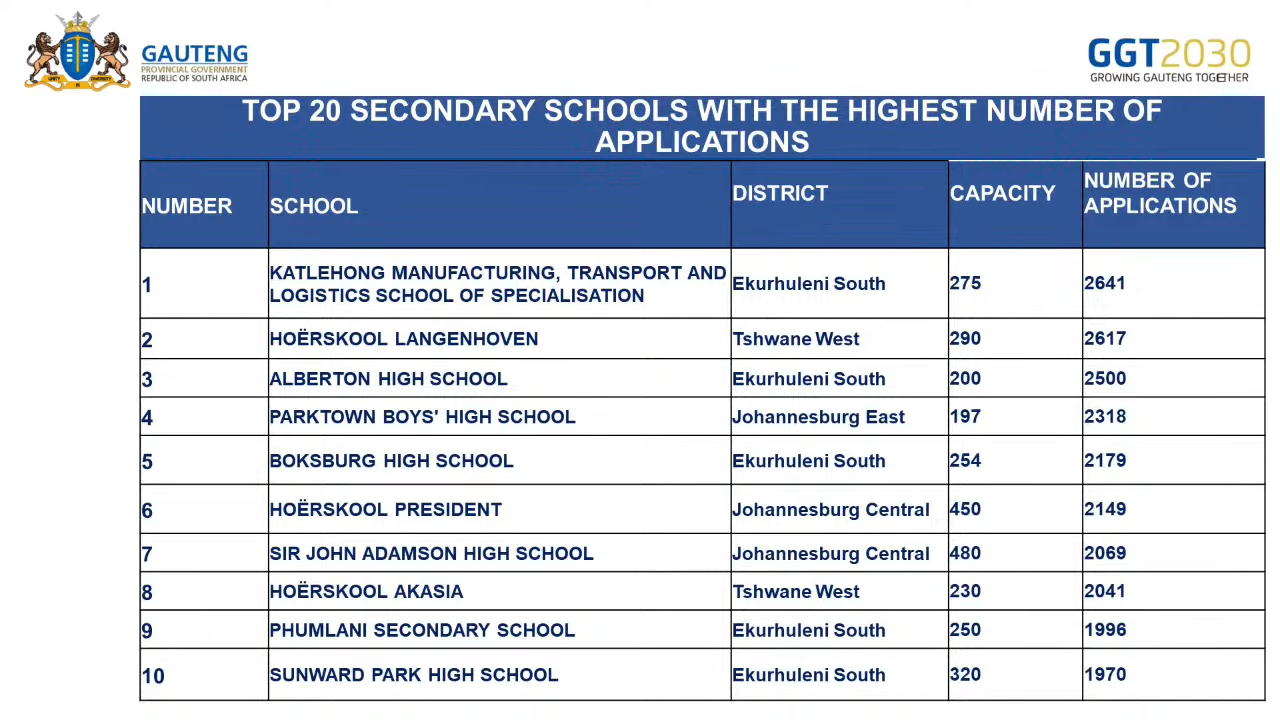 GAUTENG
PROVINCIAL GOVERNMENT
REPUBLIC OF SOUTH AFRICA
UNITY IN DIVERSITY
GGT2030
GROWING GAUTENG TOGETHER
TOP 20 SECONDARY SCHOOLS WITH THE HIGHEST NUMBER OF
APPLICATIONS
NUMBER SCHOOL DISTRICT CAPACITY NUMBER OF
APPLICATIONS
1 KATLEHONG MANUFACTURING, TRANSPORT AND
LOGISTICS SCHOOL OF SPECIALISATION Ekurhuleni South 275 2641
2 HOËRSKOOL LANGENHOVEN Tshwane West 290 2617
3 ALBERTON HIGH SCHOOL Ekurhuleni South 200 2500
4 PARKTOWN BOYS' HIGH SCHOOL Johannesburg East 197 2318
5 BOKSBURG HIGH SCHOOL Ekurhuleni South 254 2179
6 HOËRSKOOL PRESIDENT Johannesburg Central 450 2149
7 SIR JOHN ADAMSON HIGH SCHOOL Johannesburg Central 480 2069
8 HOËRSKOOL AKASIA Tshwane West 230 2041
9 PHUMLANI SECONDARY SCHOOL Ekurhuleni South 250 1996
10 SUNWARD PARK HIGH SCHOOL Ekurhuleni South 320 1970